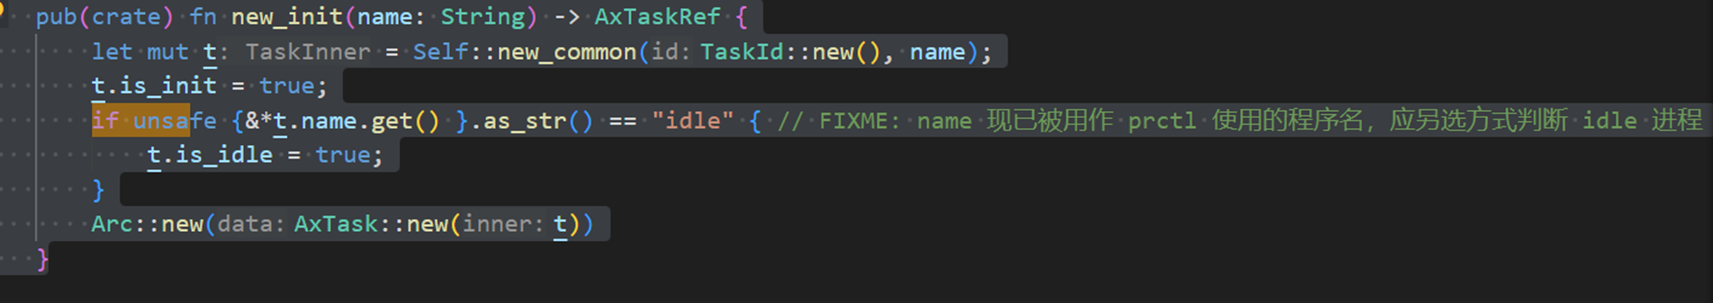 pub(crate) fn new_init(name: String) -> AxTaskRef {
let mut t: TaskInner = Self::new_common(id: TaskId::new(), name);
t.is_init = true;
if unsafe {&*t.name.get() }.as_str() == "idle" { // FIXME: name 现已被用作 prctl 使用的程序名，应另选方式判断 idle 进程
t.is_idle = true;
}
Arc::new(data: AxTask::new(inner: t))
}